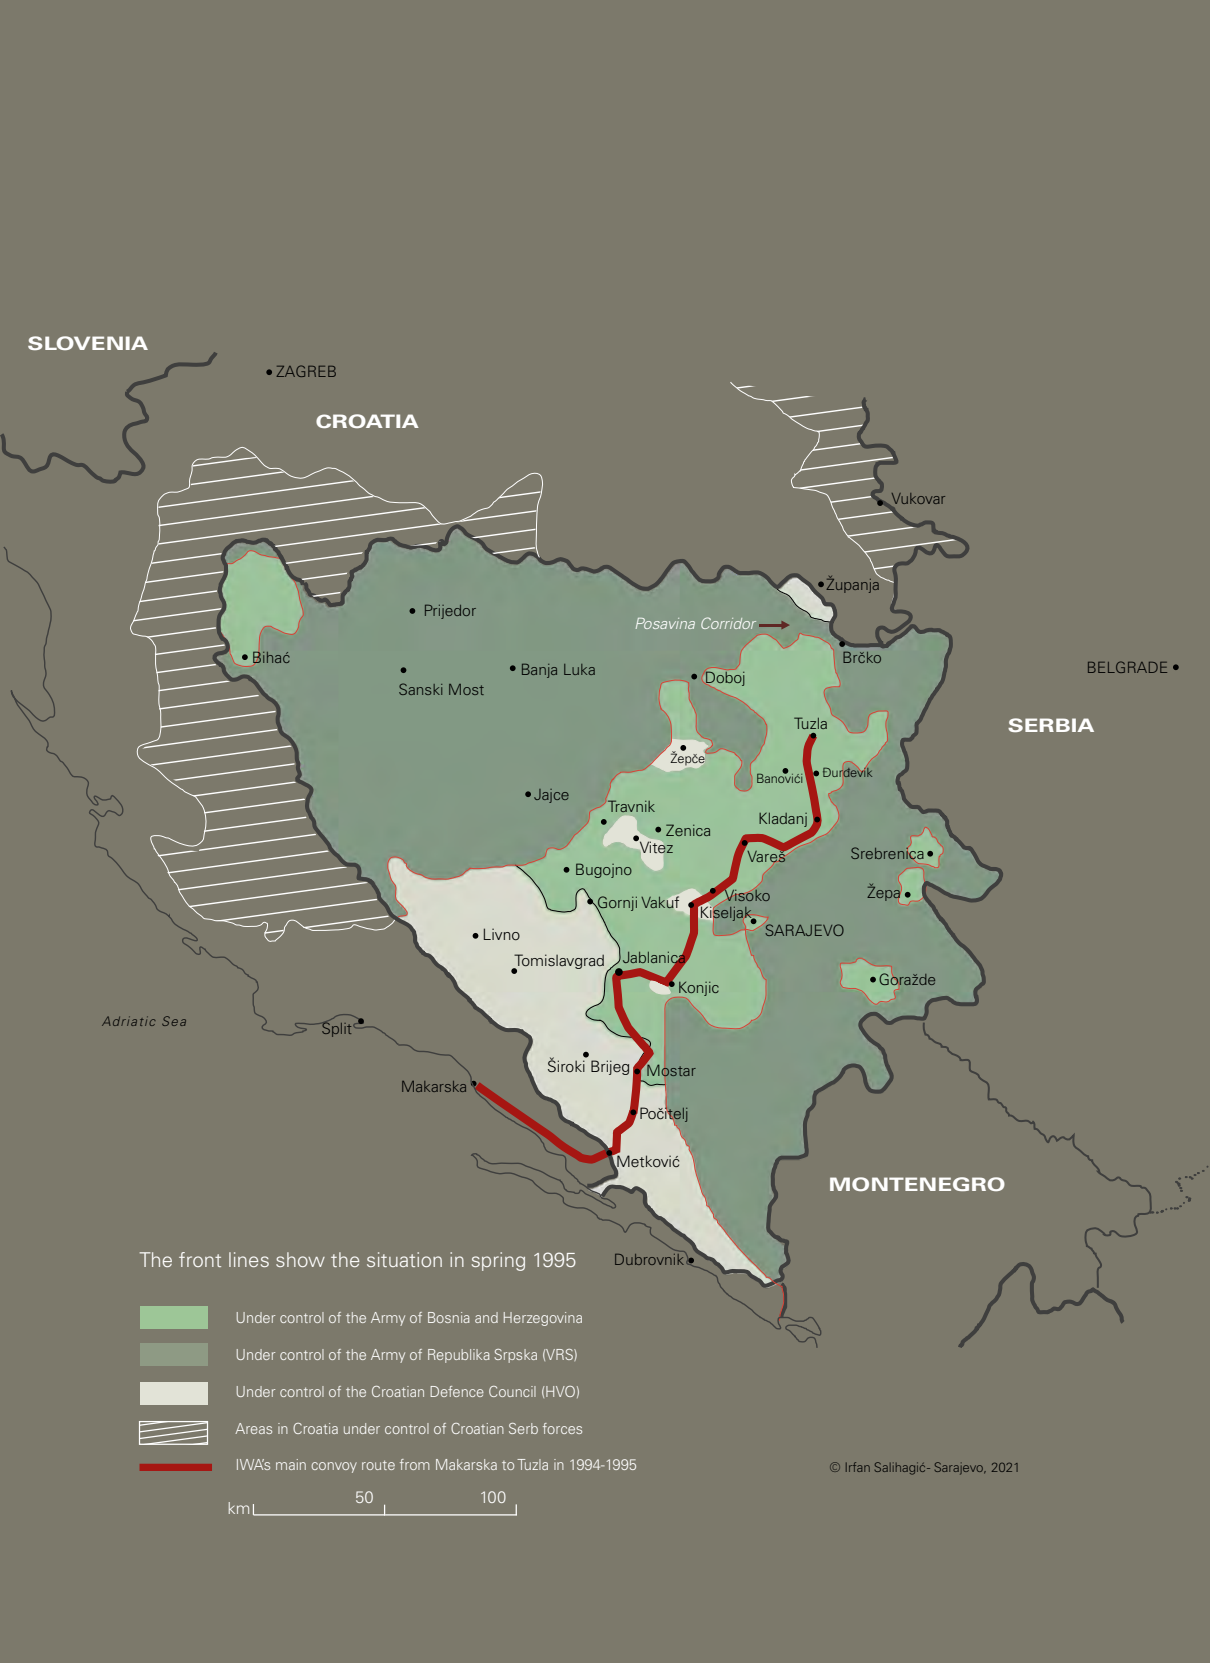 SLOVENIA
ZAGREB
CROATIA
Vukovar
Županja
Posavina Corridor
Prijedor
Bihać
Brčko
BELGRADE
Banja Luka
Doboj
Sanski Most
SERBIA
Tuzla
Žepče
Banovići
Đurđevik
Jajce
Travnik
Kladanj
Zenica
Vitez
Vareš
Srebrenica
Bugojno
Žepa
Visoko
Gornji Vakuf
Kiseljak
SARAJEVO
Livno
Jablanica
Tomislavgrad
Goražde
Konjic
Adriatic Sea
Split
Široki Brijeg
Mostar
Makarska
Počitelj
Metković
MONTENEGRO
Dubrovnik
The front lines show the situation in spring 1995
Under control of the Army of Bosnia and Herzegovina
Under control of the Army of Republika Srpska (VRS)
Under control of the Croatian Defence Council (HVO)
Areas in Croatia under control of Croatian Serb forces
IWA's main convoy route from Makarska to Tuzla in 1994-1995
© Irfan Salihagić - Sarajevo, 2021
50 100
km